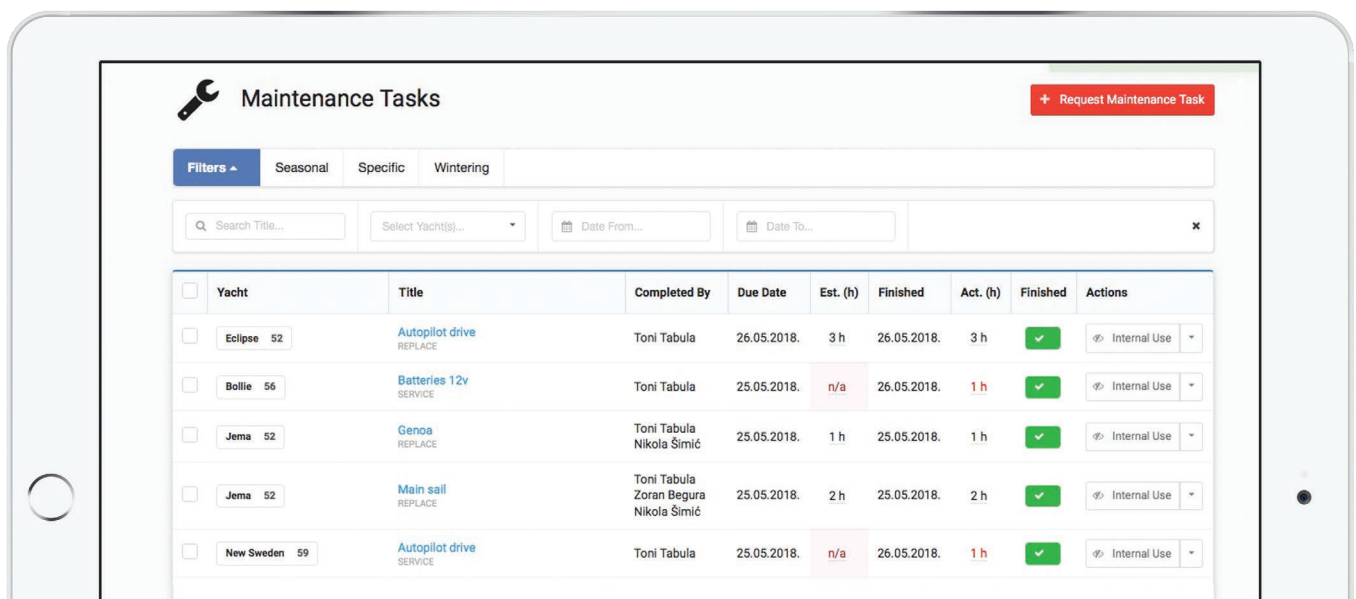 Maintenance Tasks
+ Request Maintenance Task
Filters Seasonal Specific Wintering
Search Title... Select Yacht(s)... Date From... Date To...
Yacht Title Completed By Due Date Est. (h) Finished Act. (h) Finished Actions
Eclipse 52 Autopilot drive REPLACE Toni Tabula 26.05.2018. 3 h 26.05.2018. 3 h Internal Use
Bollie 56 Batteries 12v SERVICE Toni Tabula 25.05.2018. n/a 26.05.2018. 1 h Internal Use
Jema 52 Genoa REPLACE Toni Tabula Nikola Šimić 25.05.2018. 1 h 25.05.2018. 1 h Internal Use
Jema 52 Main sail REPLACE Toni Tabula Zoran Begura Nikola Šimić 25.05.2018. 2 h 25.05.2018. 2 h Internal Use
New Sweden 59 Autopilot drive SERVICE Toni Tabula 25.05.2018. n/a 26.05.2018. 1 h Internal Use